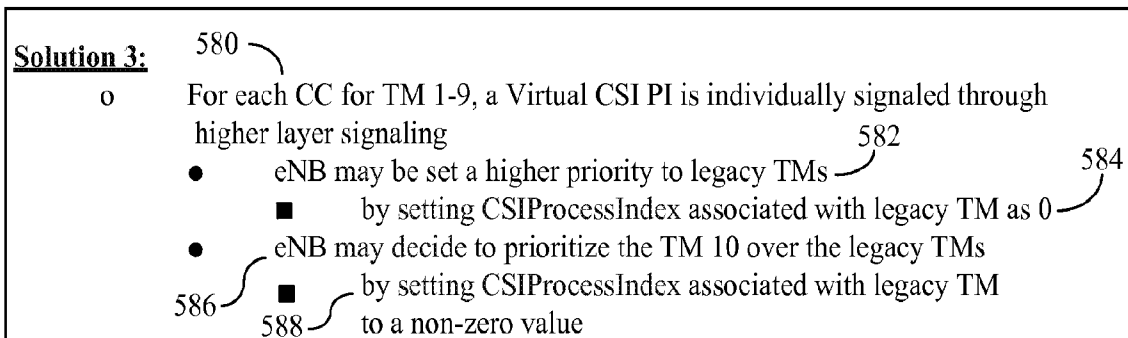 580
Solution 3:
o For each CC for TM 1-9, a Virtual CSI PI is individually signaled through
higher layer signaling
582
● eNB may be set a higher priority to legacy TMs
584
■ by setting CSIProcessIndex associated with legacy TM as 0
● eNB may decide to prioritize the TM 10 over the legacy TMs
586
■ by setting CSIProcessIndex associated with legacy TM
588
to a non-zero value